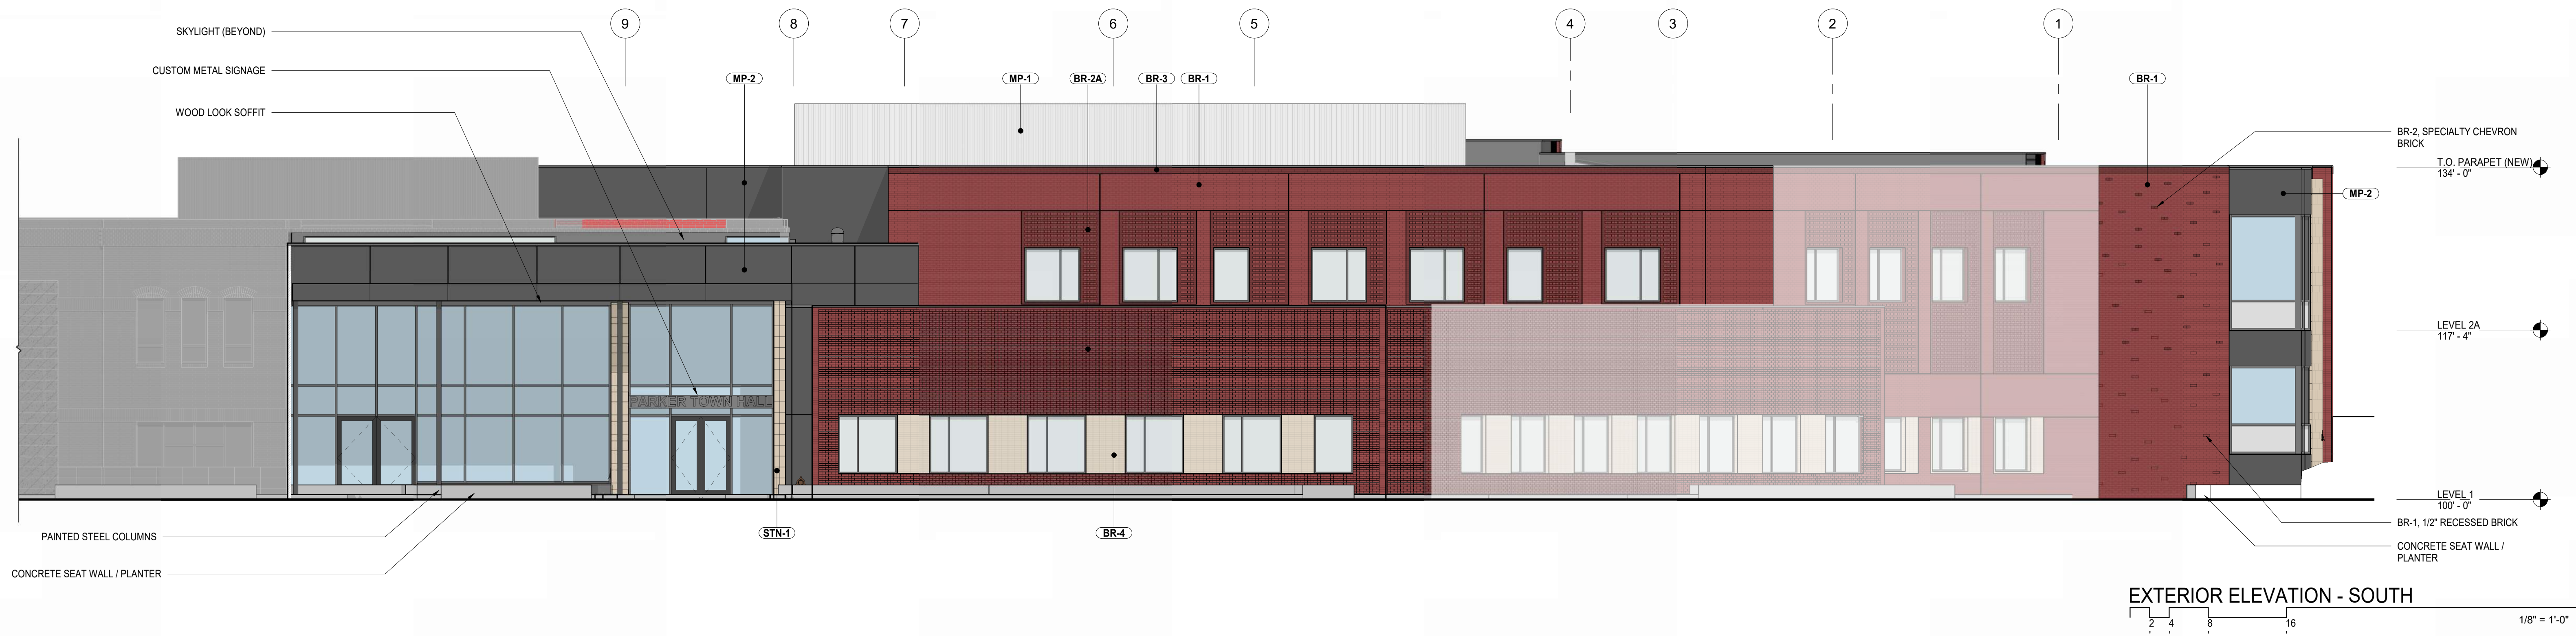 9
8
7
6
5
4
3
2
1
SKYLIGHT (BEYOND)
CUSTOM METAL SIGNAGE
WOOD LOOK SOFFIT
MP-2
MP-1
BR-2A
BR-3
BR-1
BR-1
BR-2, SPECIALTY CHEVRON
BRICK
T.O. PARAPET (NEW)
134' - 0"
MP-2
LEVEL 2A
117' - 4"
PARKER TOWN HALL
LEVEL 1
100' - 0"
BR-1, 1/2" RECESSED BRICK
CONCRETE SEAT WALL /
PLANTER
STN-1
BR-4
PAINTED STEEL COLUMNS
CONCRETE SEAT WALL / PLANTER
EXTERIOR ELEVATION - SOUTH
2 4 8 16
1/8" = 1'-0"